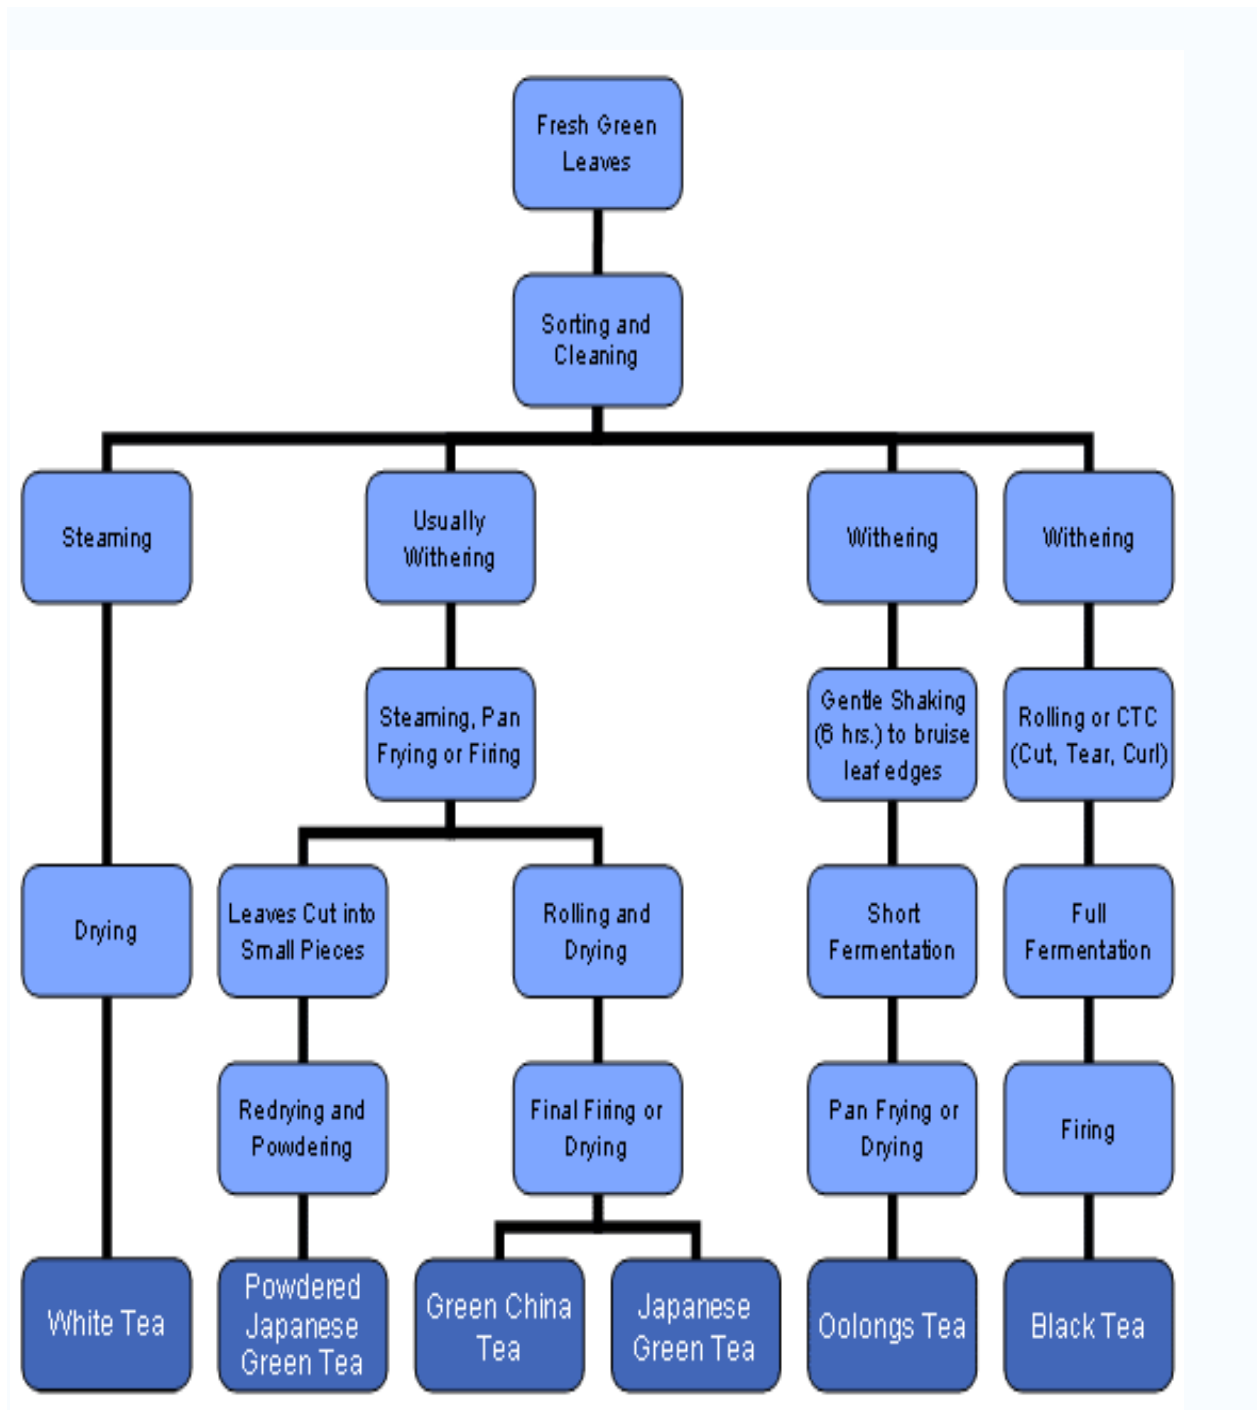 Fresh Green
Leaves
Sorting and
Cleaning
Steaming
Usually
Withering
Withering
Withering
Steaming, Pan
Frying or Firing
Gentle Shaking
(6 hrs.) to bruise
leaf edges
Rolling or CTC
(Cut, Tear, Curl)
Drying
Leaves Cut into
Small Pieces
Rolling and
Drying
Short
Fermentation
Full
Fermentation
Redrying and
Powdering
Final Firing or
Drying
Pan Frying or
Drying
Firing
White Tea
Powdered
Japanese
Green Tea
Green China
Tea
Japanese
Green Tea
Oolongs Tea
Black Tea